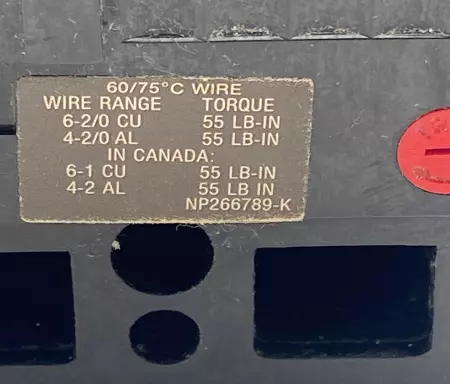 60/75°C WIRE
WIRE RANGE TORQUE
6-2/0 CU 55 LB-IN
4-2/0 AL 55 LB-IN
IN CANADA:
6-1 CU 55 LB-IN
4-2 AL 55 LB IN
NP266789-K